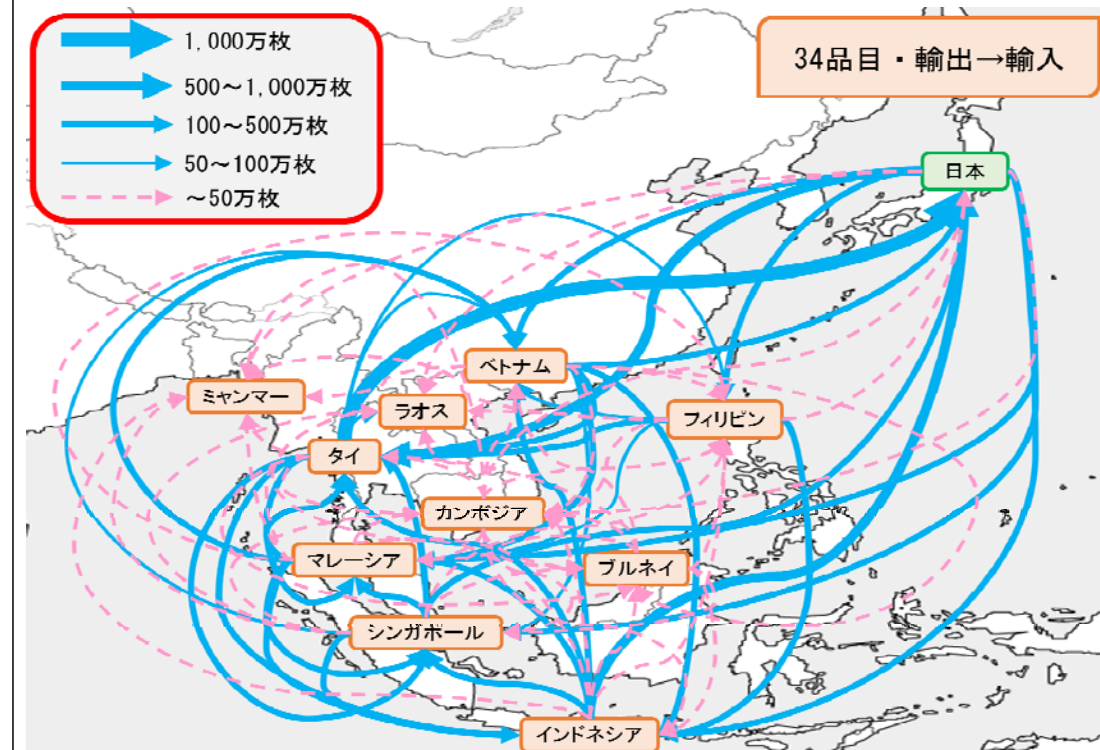 1,000万枚
500～1,000万枚
100～500万枚
50～100万枚
～50万枚
34品目・輸出→輸入
日本
ベトナム
ミャンマー
ラオス
フィリピン
タイ
カンボジア
マレーシア
ブルネイ
シンガポール
インドネシア